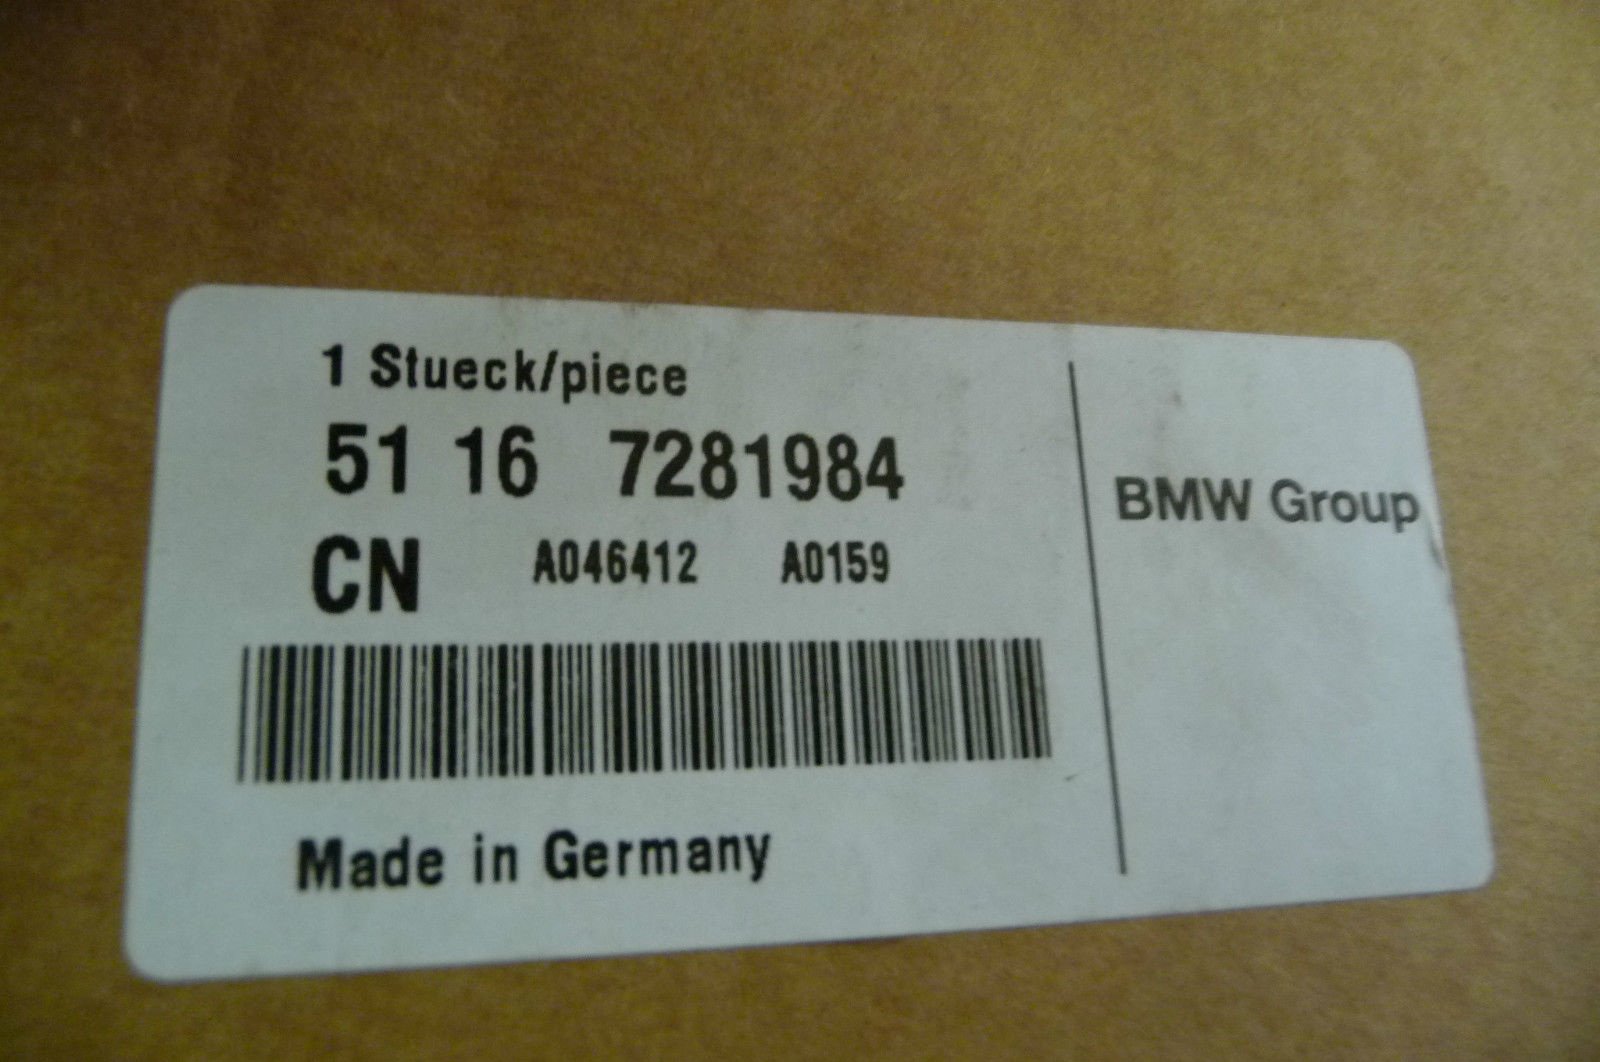 1 Stueck/piece
51 16 7281984
CN A046412 A0159
Made in Germany
BMW Group